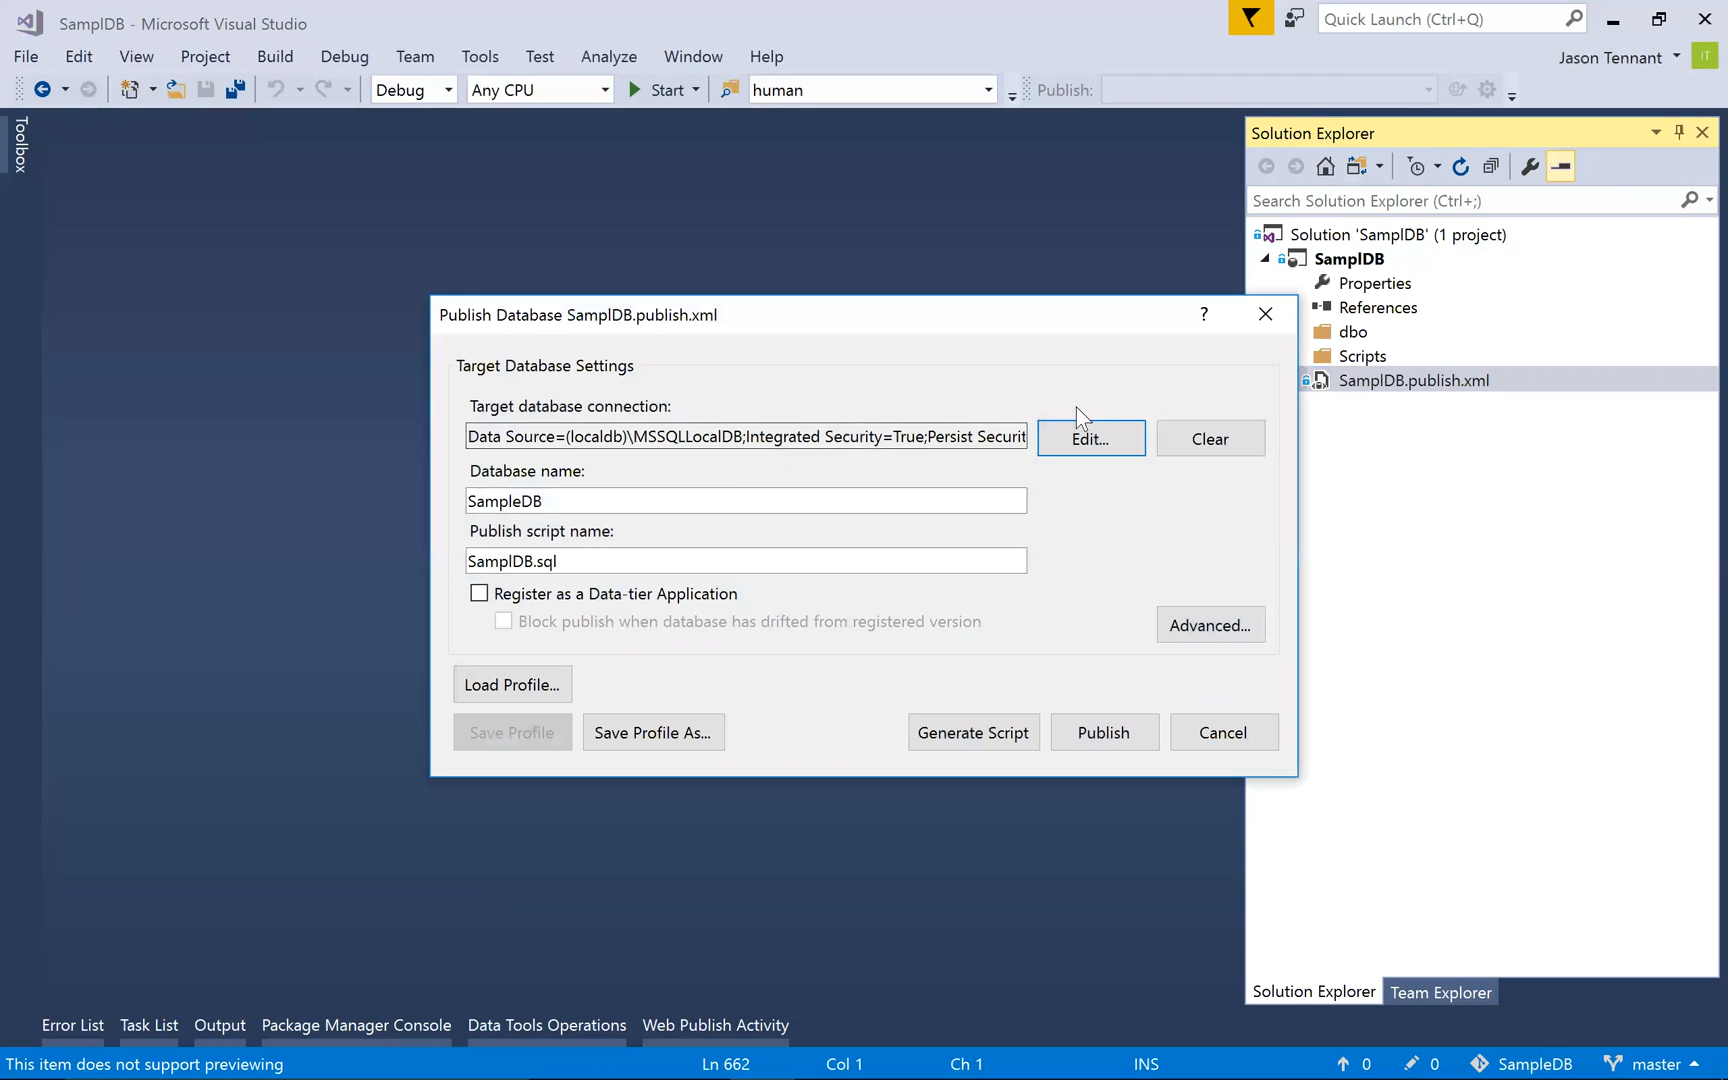 SamplDB - Microsoft Visual Studio
Quick Launch (Ctrl+Q)
File Edit View Project Build Debug Team Tools Test Analyze Window Help
Jason Tennant IT
Debug Any CPU Start human Publish:
Toolbox
Solution Explorer
Search Solution Explorer (Ctrl+;)
Solution 'SamplDB' (1 project)
SamplDB
Properties
References
dbo
Scripts
SamplDB.publish.xml
Publish Database SamplDB.publish.xml ?
Target Database Settings
Target database connection:
Data Source=(localdb)\MSSQLLocalDB;Integrated Security=True;Persist Securit
Edit... Clear
Database name:
SampleDB
Publish script name:
SamplDB.sql
Register as a Data-tier Application
Block publish when database has drifted from registered version
Advanced...
Load Profile...
Save Profile Save Profile As... Generate Script Publish Cancel
Solution Explorer Team Explorer
Error List Task List Output Package Manager Console Data Tools Operations Web Publish Activity
This item does not support previewing Ln 662 Col 1 Ch 1 INS 0 0 SampleDB master